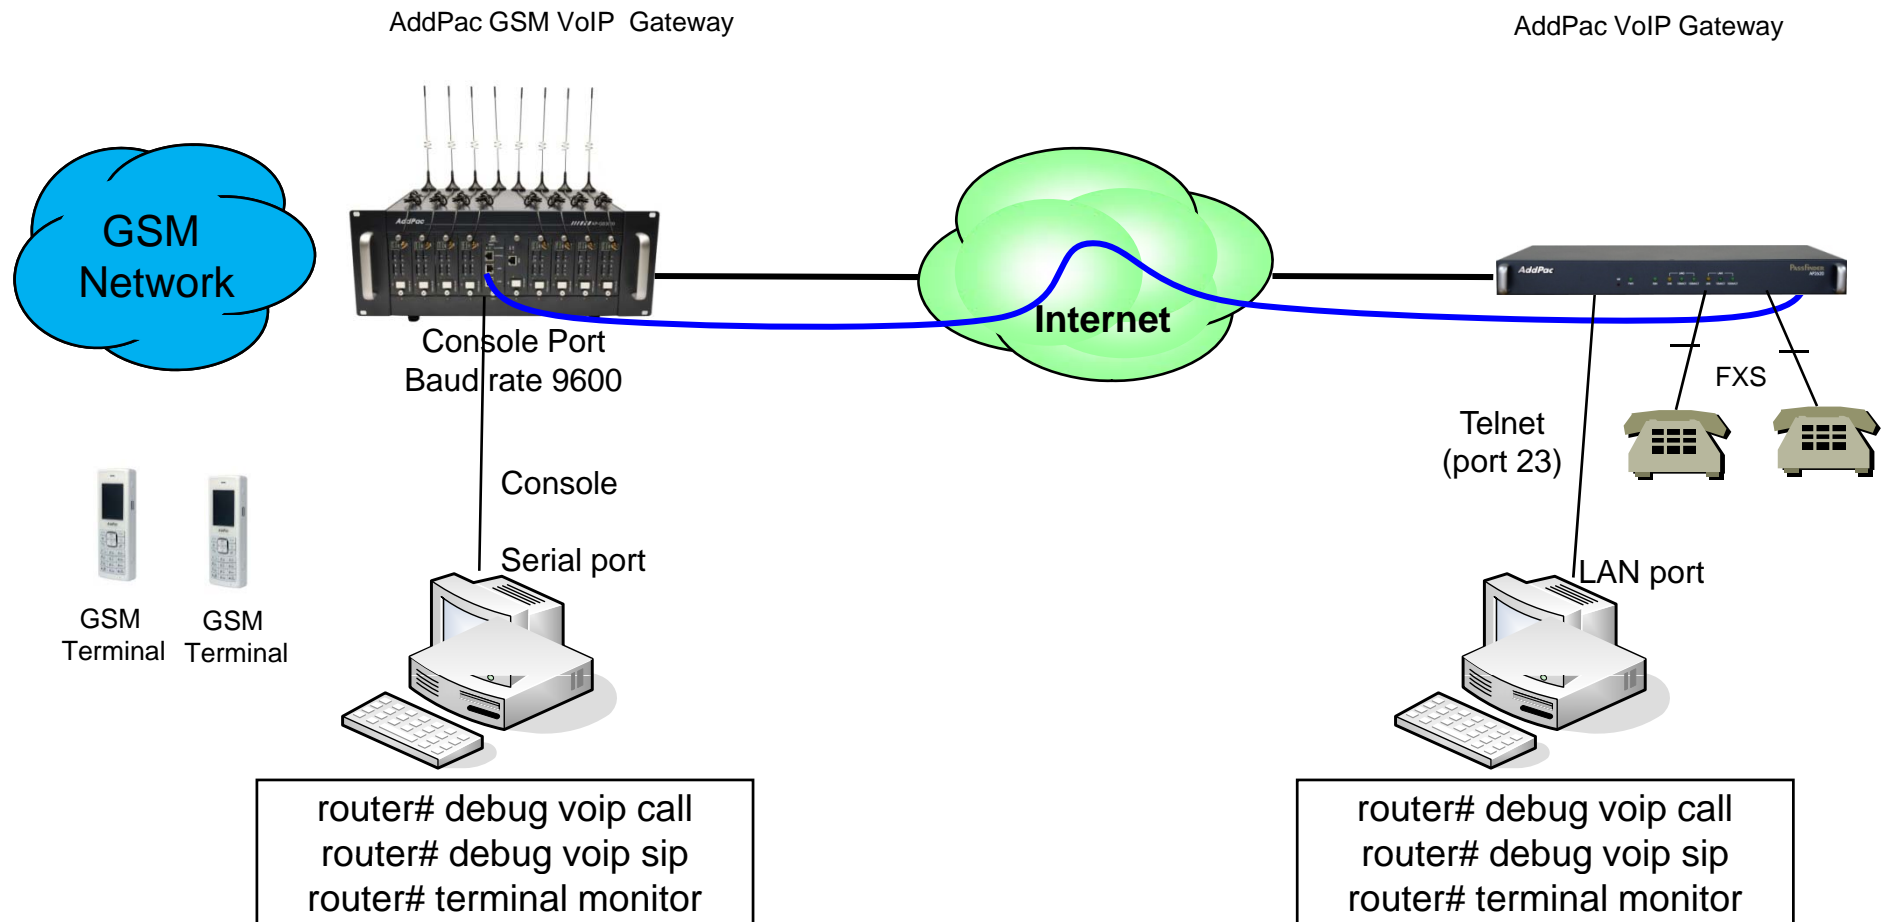 AddPac GSM VoIP Gateway
AddPac VoIP Gateway
GSM
Network
AddPac
Internet
AddPac
Console Port
Baud rate 9600
FXS
Telnet
(port 23)
Console
Serial port
LAN port
GSM
Terminal
GSM
Terminal
router# debug voip call
router# debug voip sip
router# terminal monitor
router# debug voip call
router# debug voip sip
router# terminal monitor